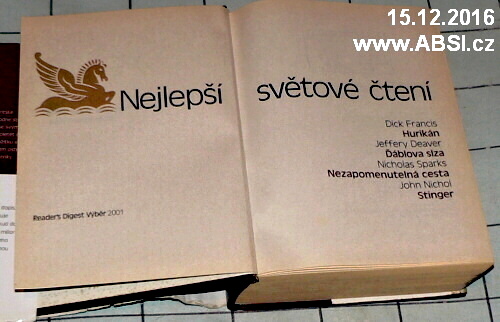 15.12.2016
www.ABSI.cz
Nejlepší světové čtení
Dick Francis
Hurikán
Jeffery Deaver
Ďáblova slza
Nicholas Sparks
Nezapomenutelná cesta
John Nichol
Stinger
Reader's Digest Výběr 2001